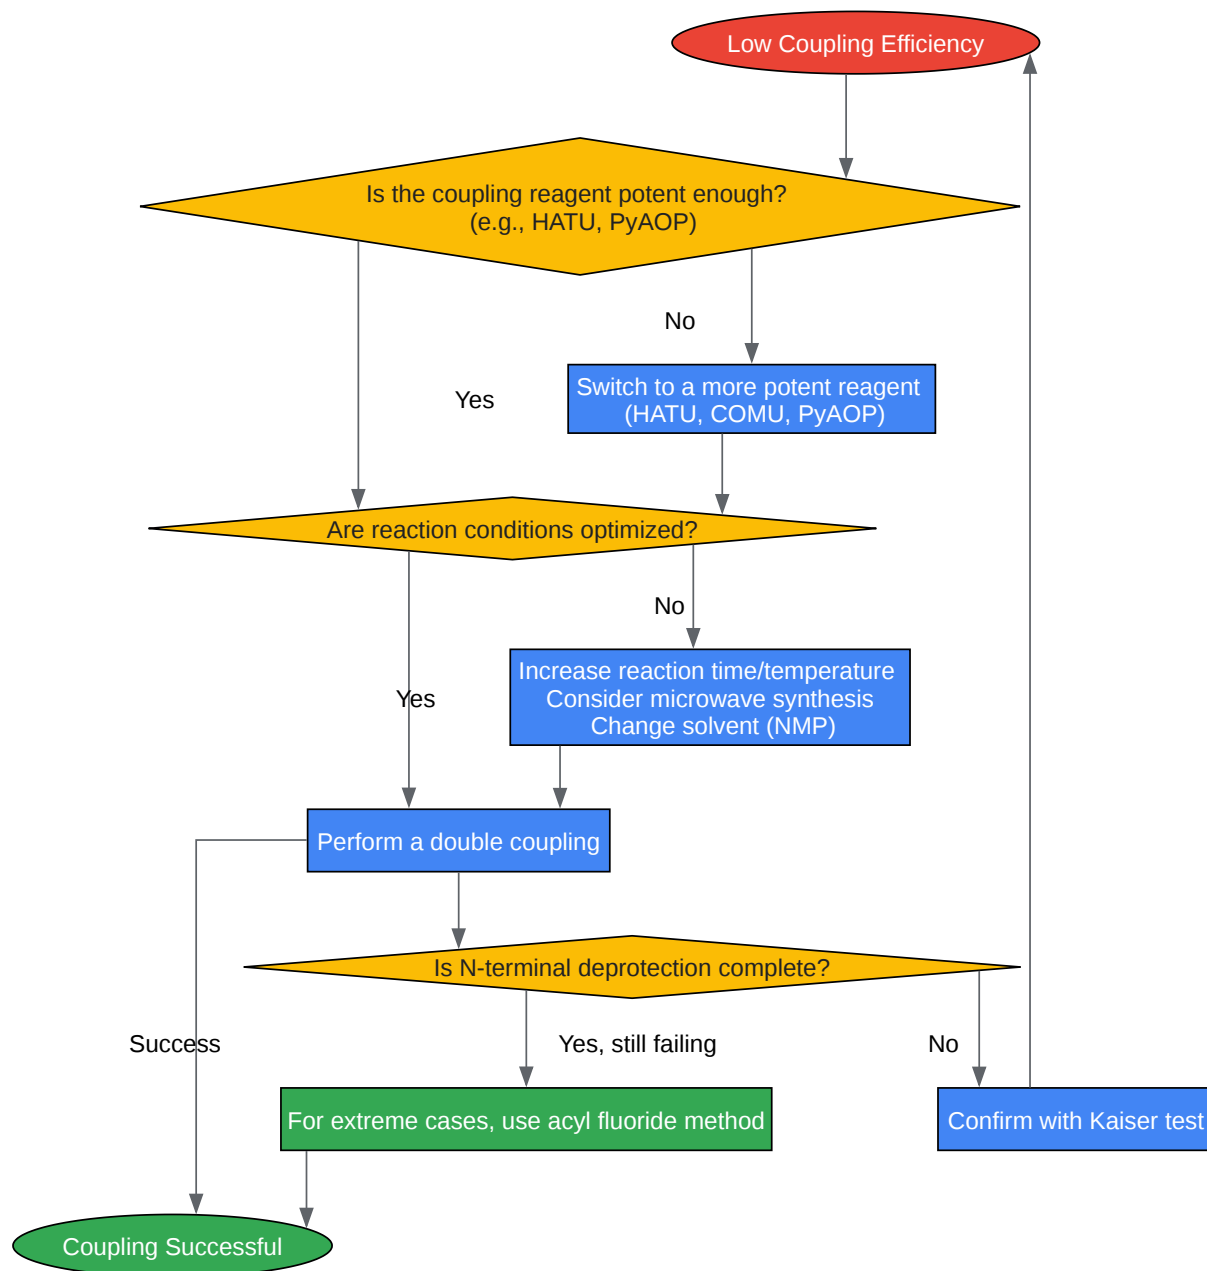 Low Coupling Efficiency
Is the coupling reagent potent enough?
(e.g., HATU, PyAOP)
No
Switch to a more potent reagent
(HATU, COMU, PyAOP)
Yes
Are reaction conditions optimized?
No
Increase reaction time/temperature
Consider microwave synthesis
Change solvent (NMP)
Yes
Perform a double coupling
Is N-terminal deprotection complete?
Success
Yes, still failing
No
For extreme cases, use acyl fluoride method
Confirm with Kaiser test
Coupling Successful